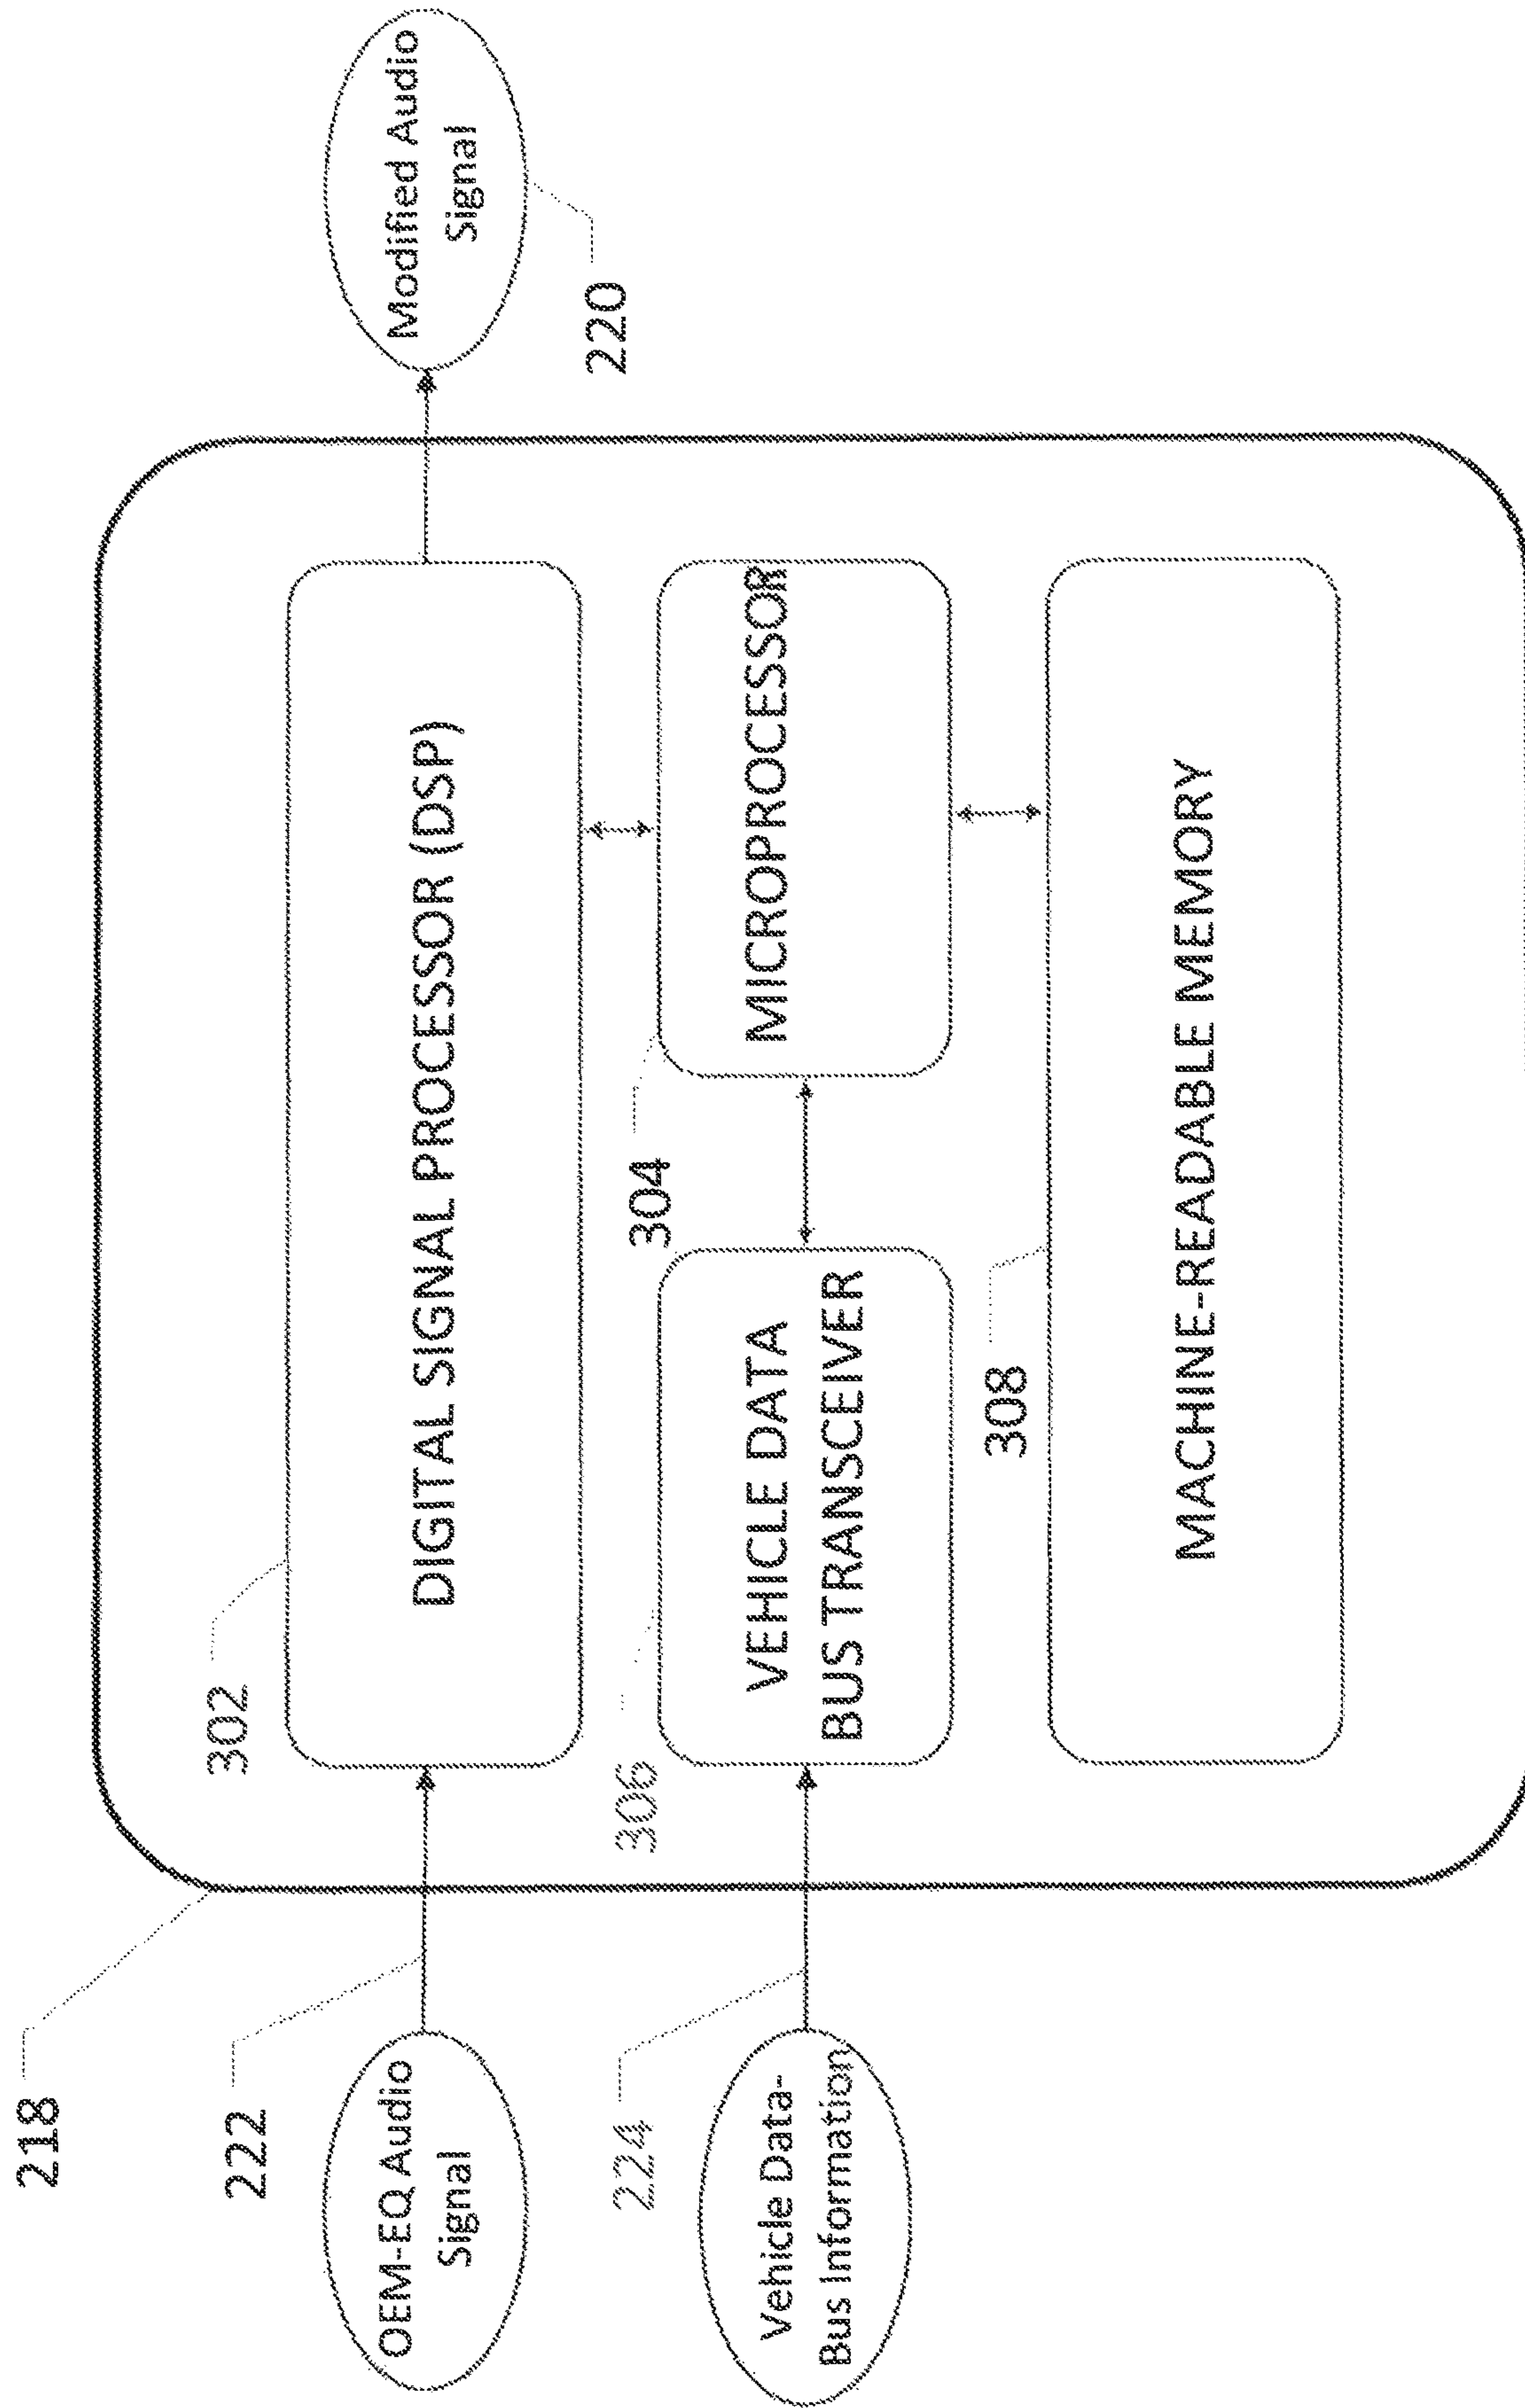 218
222
OEM-EQ Audio
Signal
302
DIGITAL SIGNAL PROCESSOR (DSP)
Modified Audio
Signal
220
224
Vehicle Data-
Bus Information
306
VEHICLE DATA
BUS TRANSCEIVER
304
MICROPROCESSOR
308
MACHINE-READABLE MEMORY